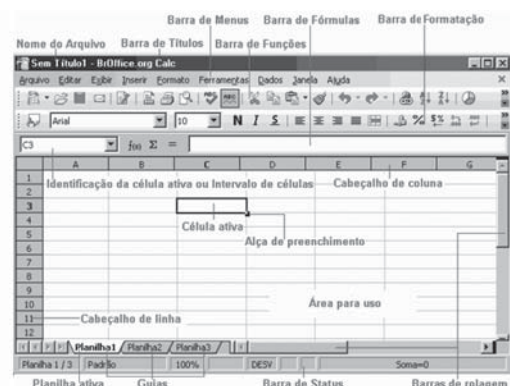 Barra de Menus Barra de Fórmulas Barra de Formatação
Nome do Arquivo Barra de Títulos Barra de Funções
Sem Título1 - BrOffice.org Calc
Arquivo Editar Exibir Inserir Formato Ferramentas Dados Janela Ajuda
Arial 10 N I S
C3 f(x) Σ =
A B C D E F G
1
Identificação da célula ativa ou Intervalo de células Cabeçalho de coluna
2
3
4
Célula ativa
5
Alça de preenchimento
6
7
8
9
10 Área para uso
11 Cabeçalho de linha
12
Planilha1 Planilha2 Planilha3
Planilha 1 / 3 Padrão 100% DESV Soma=0
Planilha ativa Guias Barra de Status Barras de rolagem